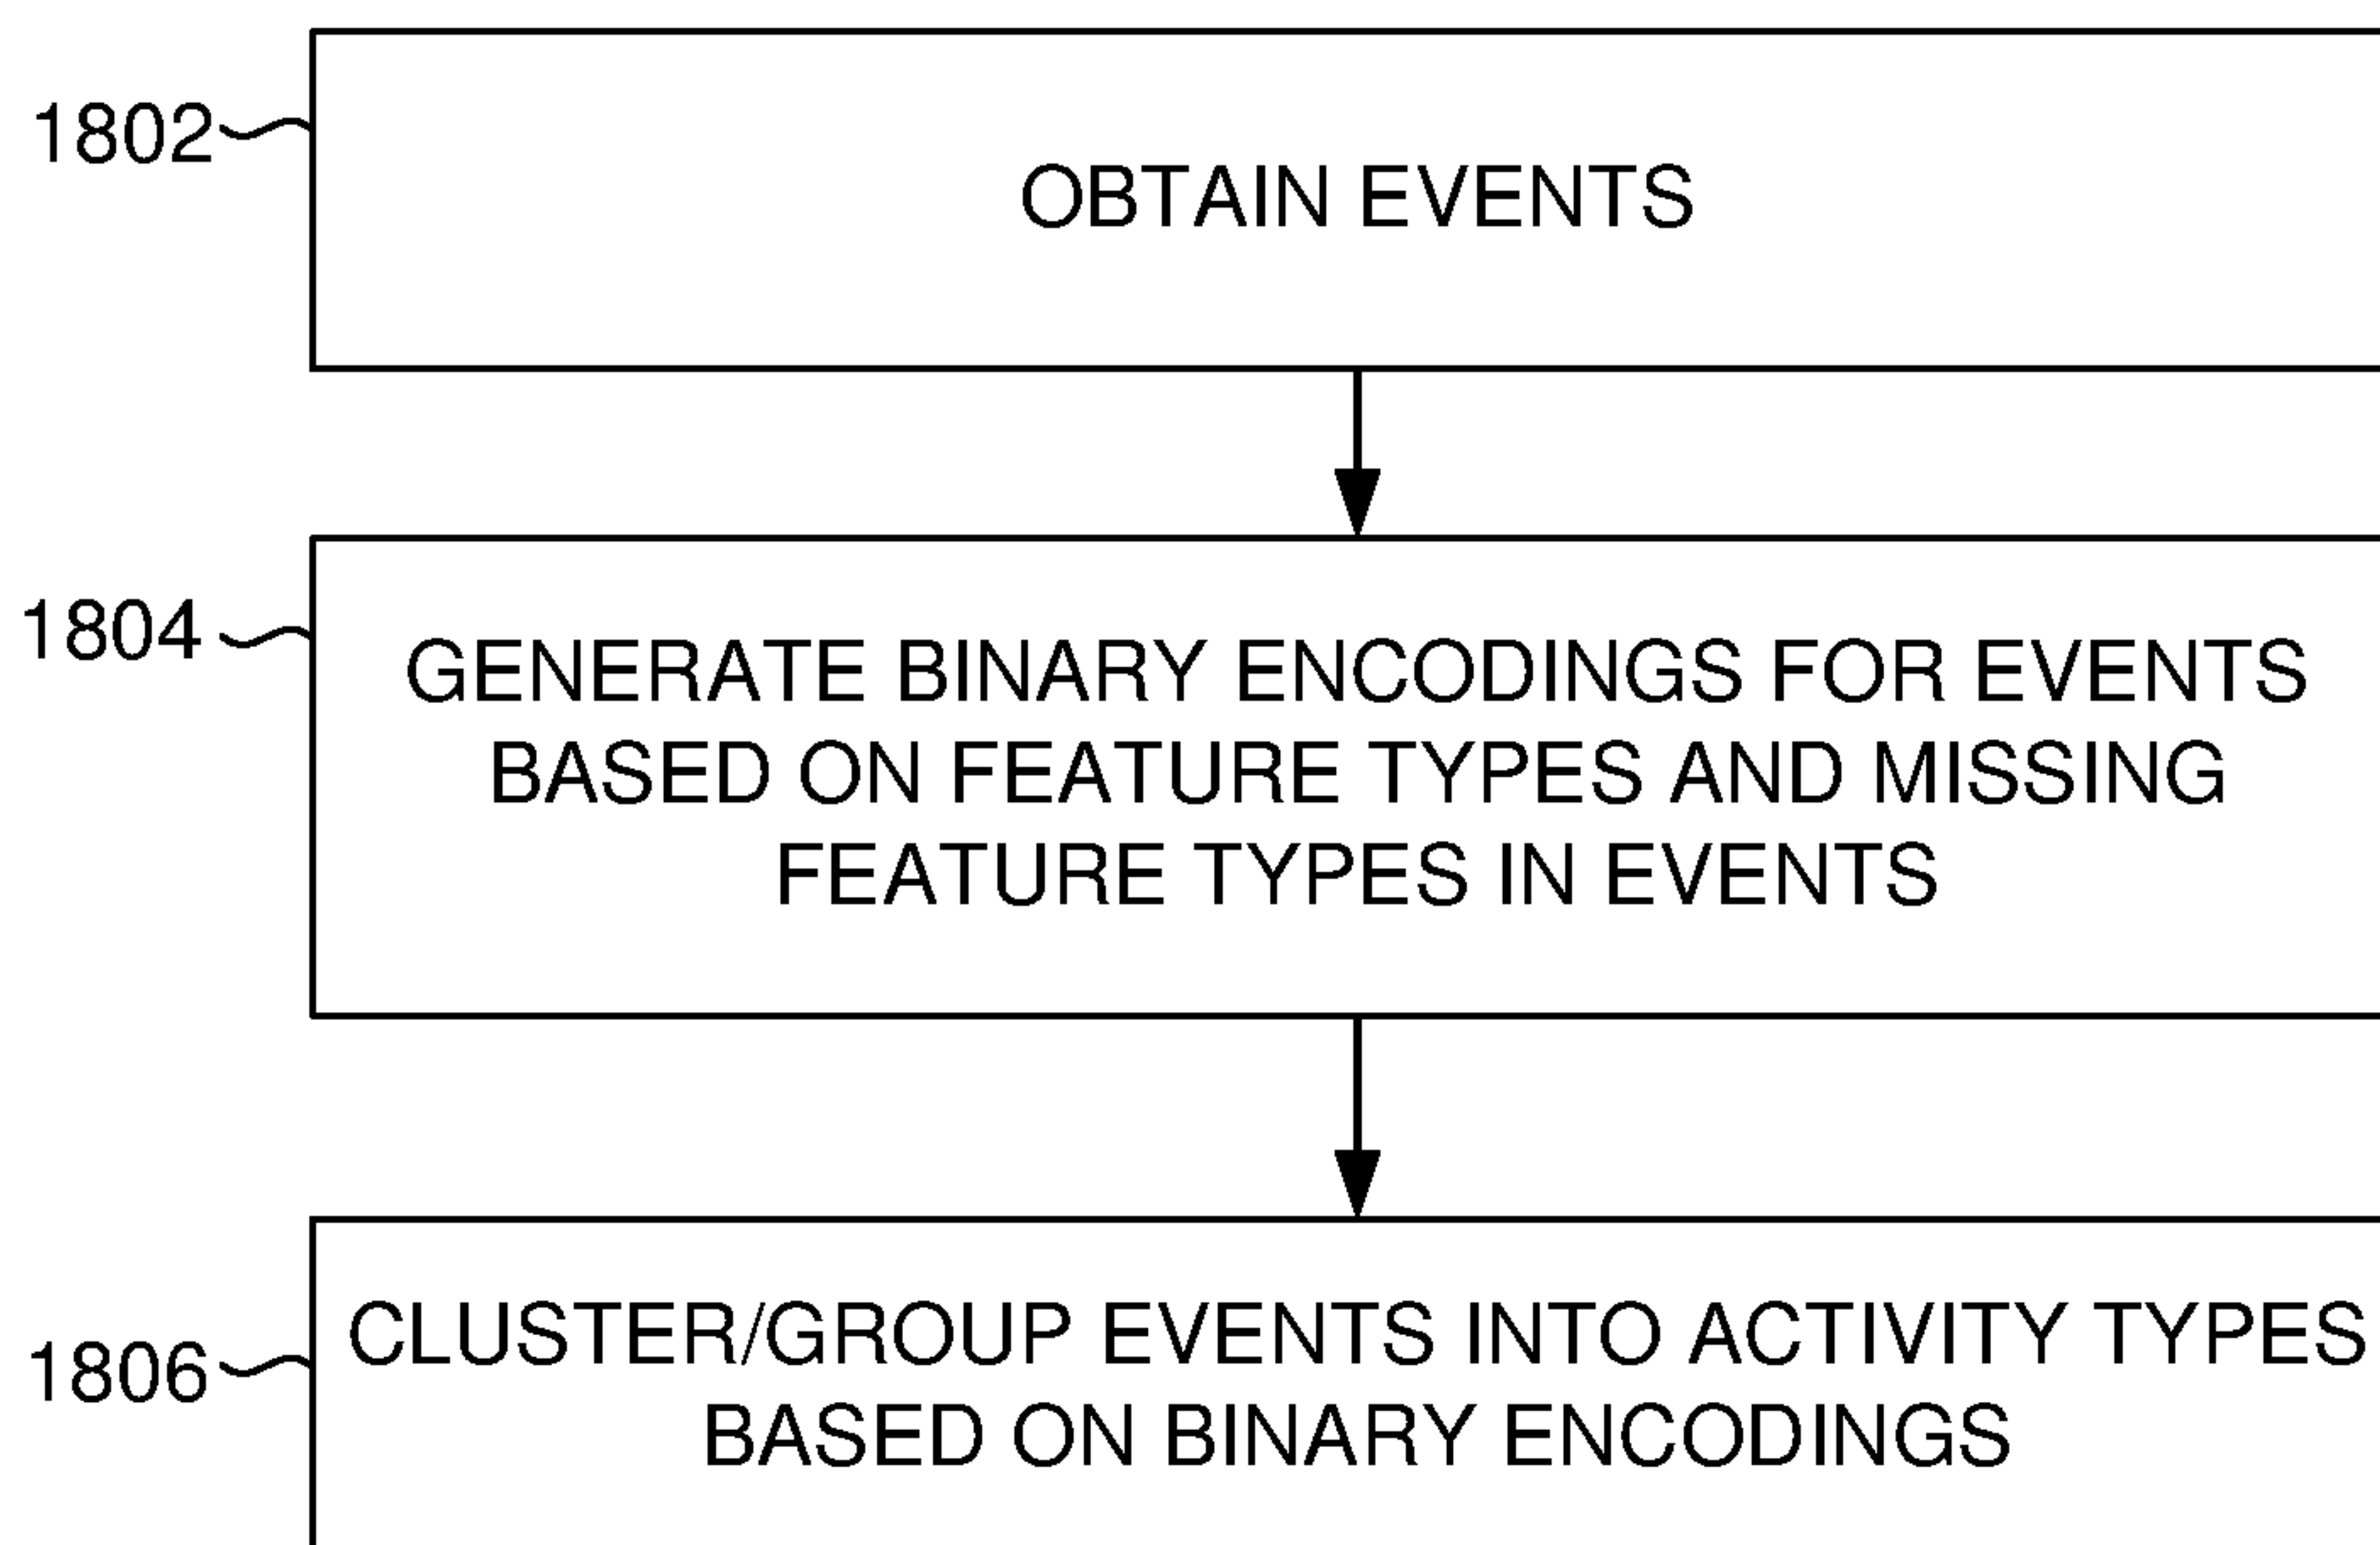 1802
OBTAIN EVENTS
1804
GENERATE BINARY ENCODINGS FOR EVENTS
BASED ON FEATURE TYPES AND MISSING
FEATURE TYPES IN EVENTS
1806
CLUSTER/GROUP EVENTS INTO ACTIVITY TYPES
BASED ON BINARY ENCODINGS